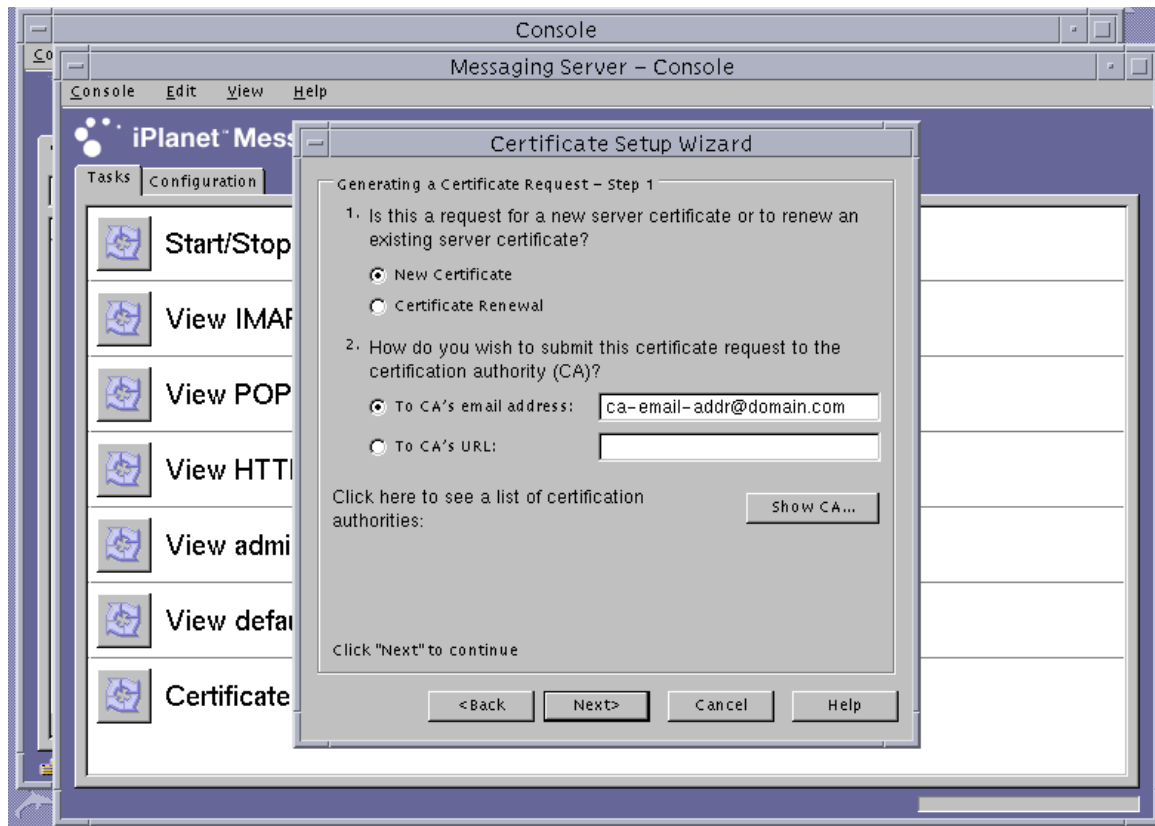 Console
Co
Messaging Server – Console
Console Edit View Help
iPlanet™ Mess
Tasks Configuration
Start/Stop
View IMAP
View POP
View HTT
View admi
View defau
Certificate
Certificate Setup Wizard
Generating a Certificate Request – Step 1
1. Is this a request for a new server certificate or to renew an
existing server certificate?
New Certificate
Certificate Renewal
2. How do you wish to submit this certificate request to the
certification authority (CA)?
To CA's email address: ca-email-addr@domain.com
To CA's URL:
Click here to see a list of certification
authorities:
Show CA...
Click "Next" to continue
<Back Next> Cancel Help